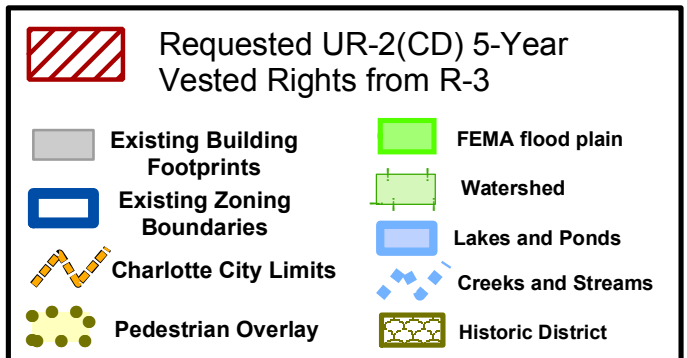 Requested UR-2(CD) 5-Year
Vested Rights from R-3
Existing Building
Footprints
Existing Zoning
Boundaries
Charlotte City Limits
Pedestrian Overlay
FEMA flood plain
Watershed
Lakes and Ponds
Creeks and Streams
Historic District